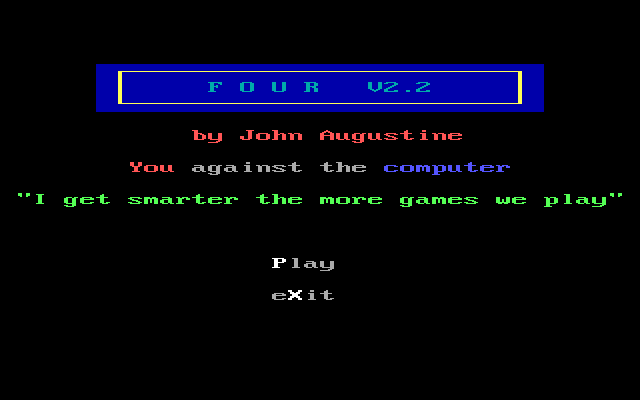 F O U R  V2.2
by John Augustine
You against the computer
"I get smarter the more games we play"
Play
eXit